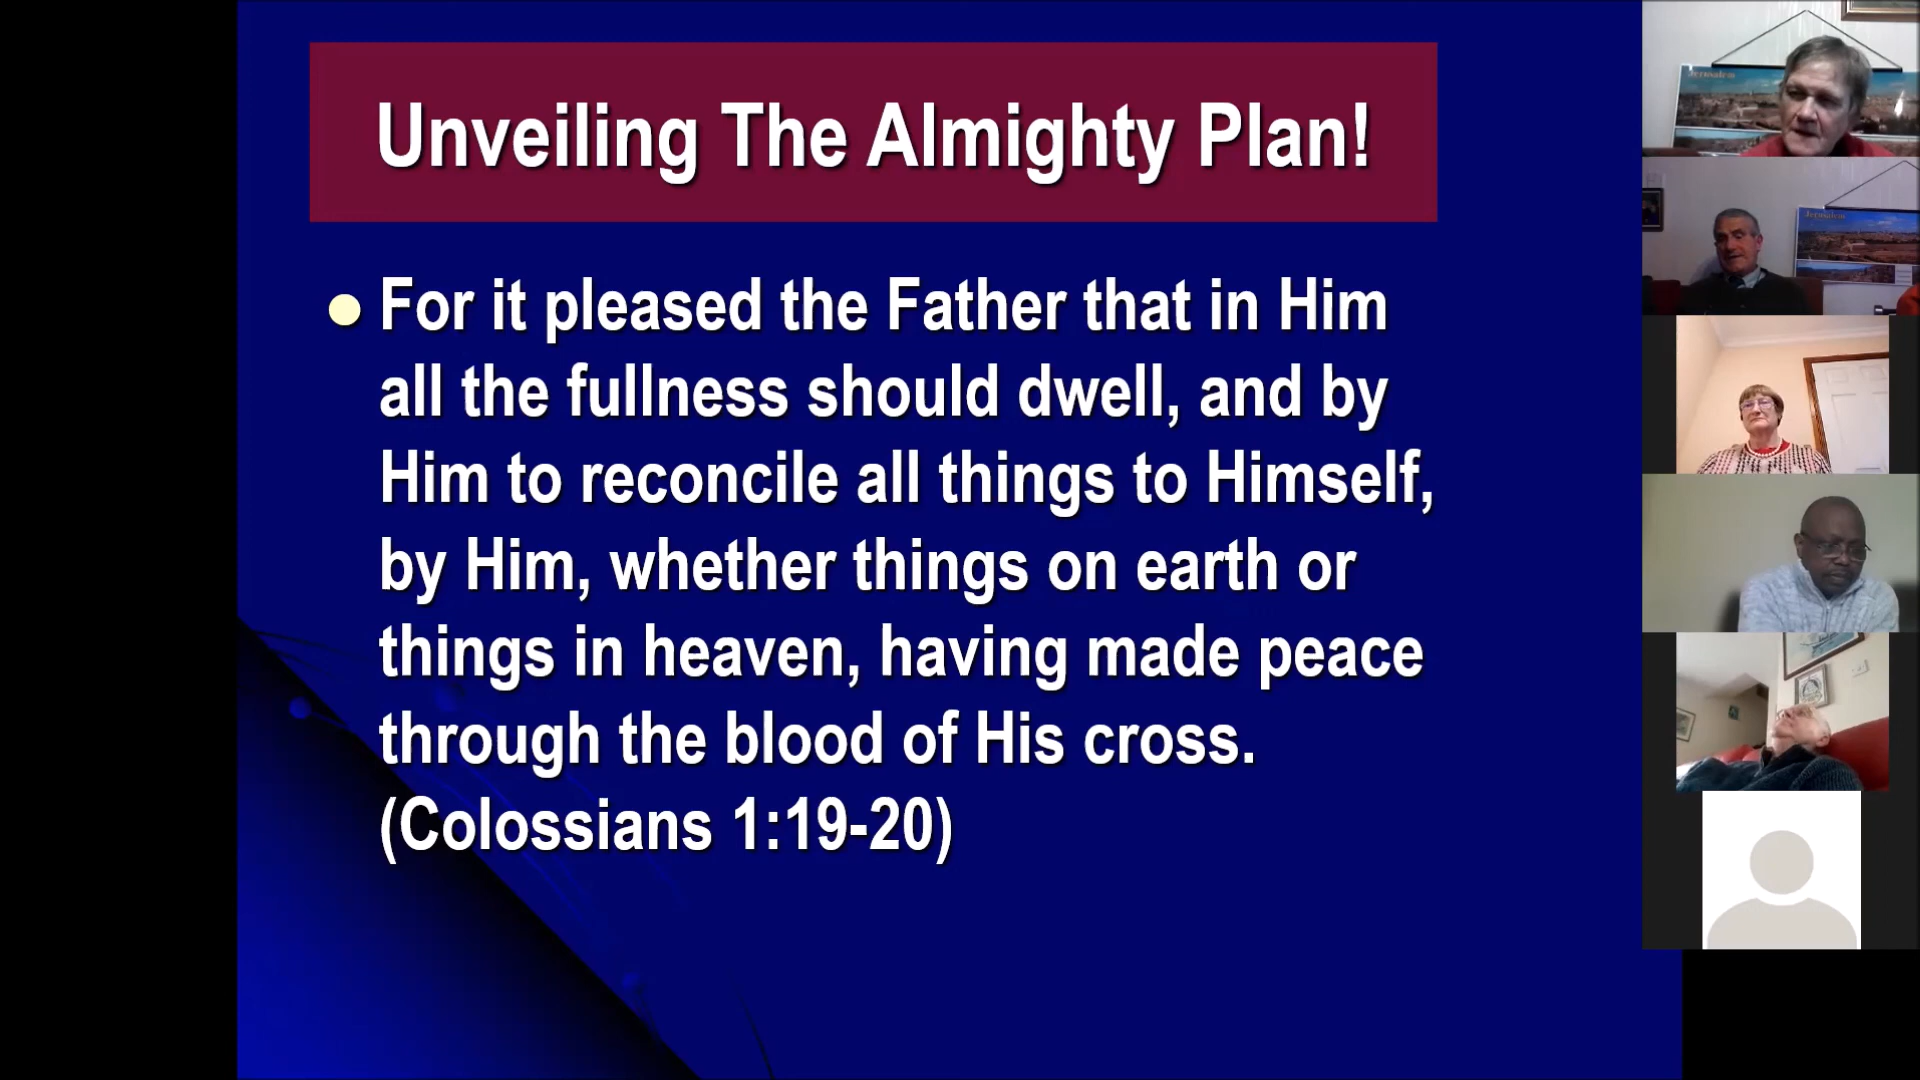 Unveiling The Almighty Plan!
For it pleased the Father that in Him
all the fullness should dwell, and by
Him to reconcile all things to Himself,
by Him, whether things on earth or
things in heaven, having made peace
through the blood of His cross.
(Colossians 1:19-20)
Jerusalem
Jerusalem